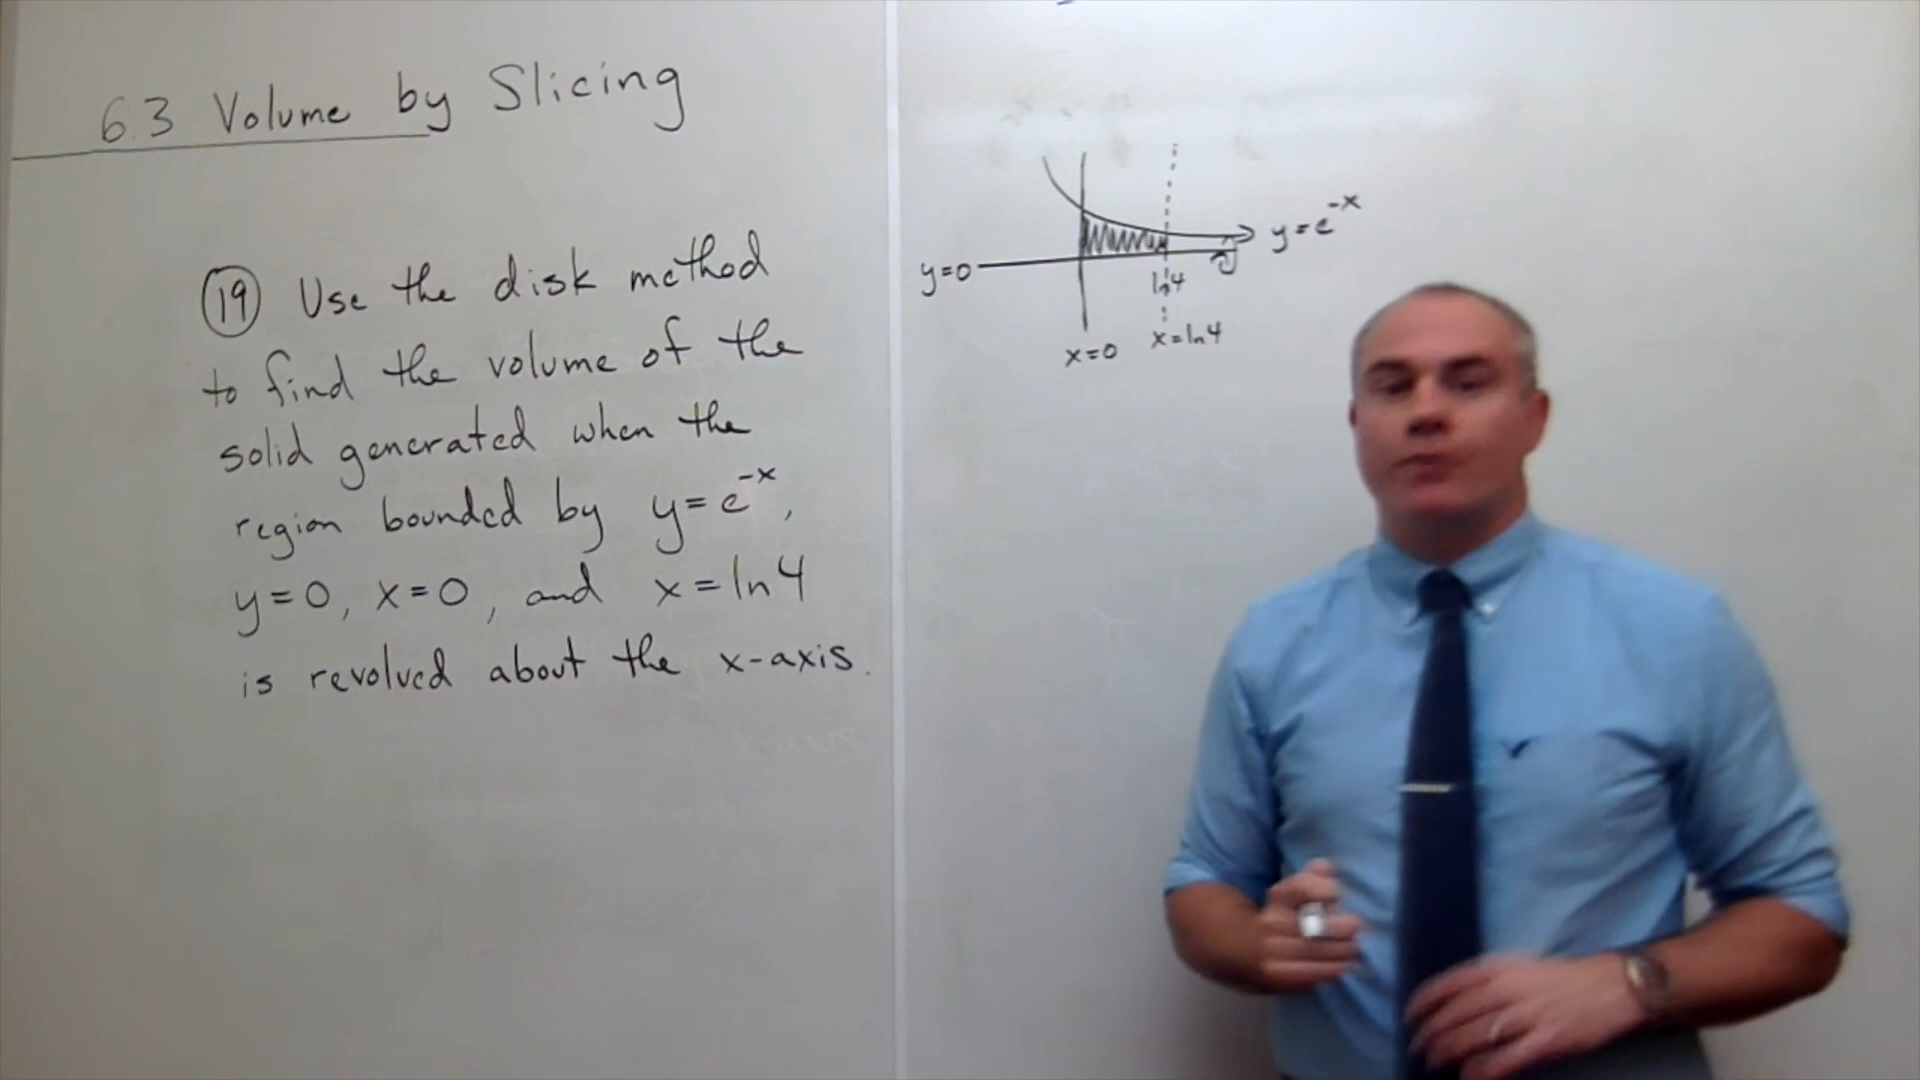 6.3 Volume by Slicing
19 Use the disk method
to find the volume of the
solid generated when the
region bounded by y=e^-x,
y=0, x=0, and x=ln4
is revolved about the x-axis.
y=e^-x
y=0
ln4
x=0
x=ln4